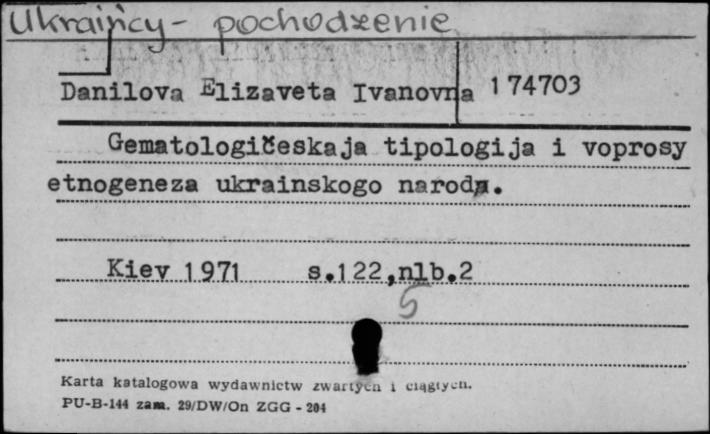 Ukraińcy - pochodzenie
Danilova Elizaveta Ivanovna 174703
Gematologičeskaja tipologija i voprosy
etnogeneza ukrainskogo naroda.
Kiev 1971 s.122,nlb.2
5
Karta katalogowa wydawnictw zwartych i ciągłych.
PU-B-144 zam. 29/DW/On ZGG - 204